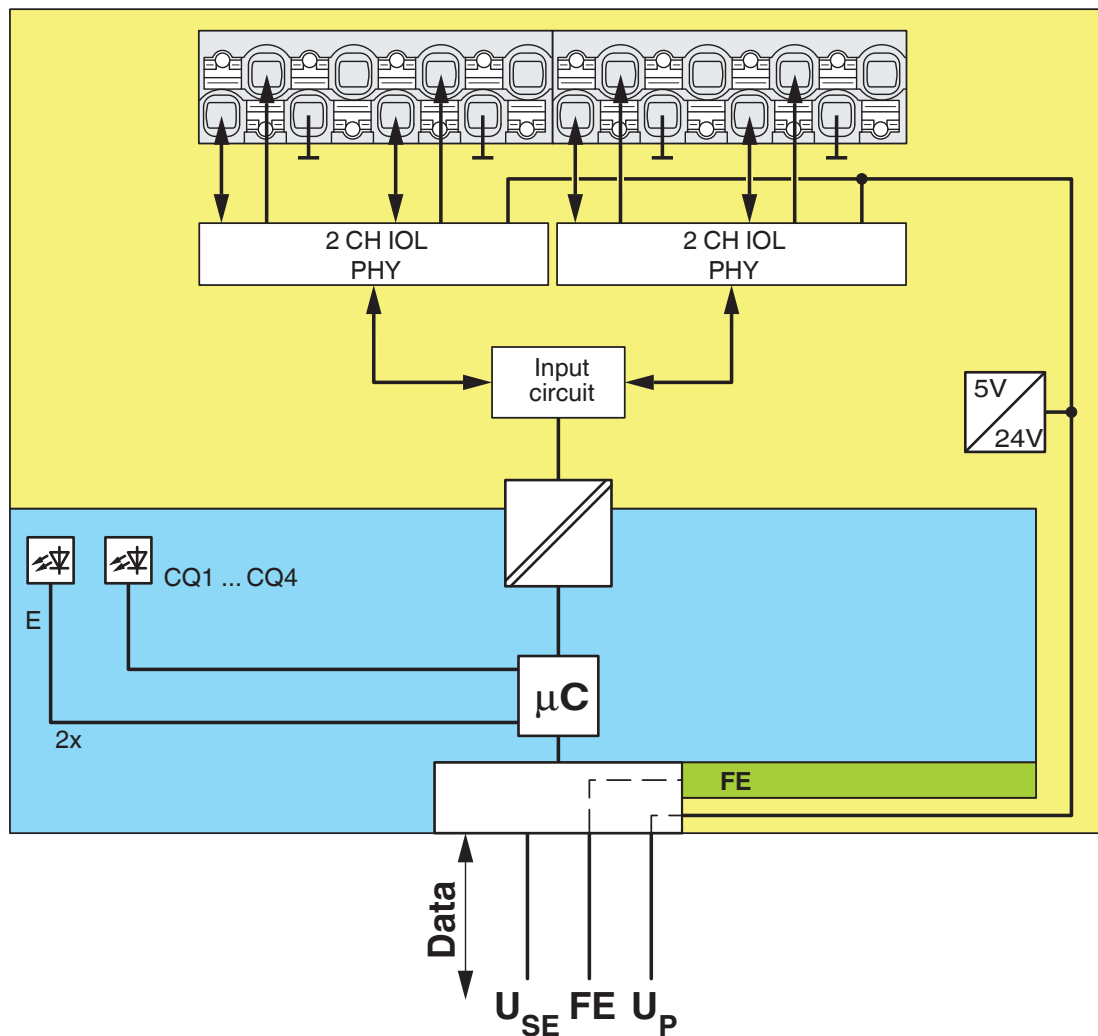 2 CH IOL
PHY
2 CH IOL
PHY
Input
circuit
5V
24V
CQ1 ... CQ4
E
μC
2x
FE
Data
USE
FE
UP